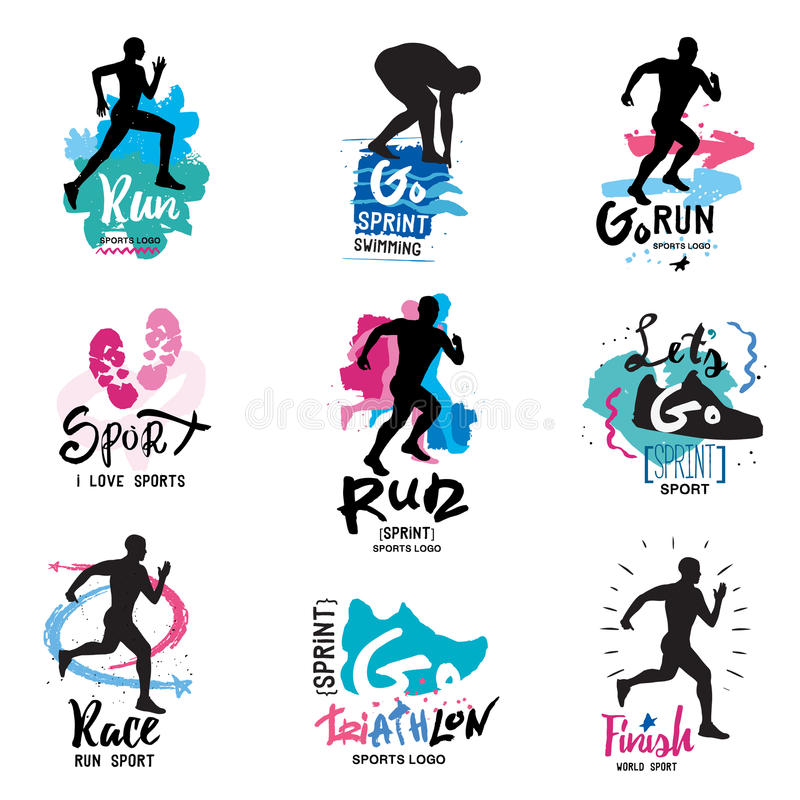 Run
SPORTS LOGO
Go
SPRINT
SWIMMING
Go RUN
SPORTS LOGO
SPORT
i LOVE SPORTS
Run
[SPRiNT]
SPORTS LOGO
Let's
Go
[SPRINT]
SPORT
Race
RUN SPORT
{SPRINT}
Go
TRiATHLON
SPORTS LOGO
Finish
WORLD SPORT
dreamstime